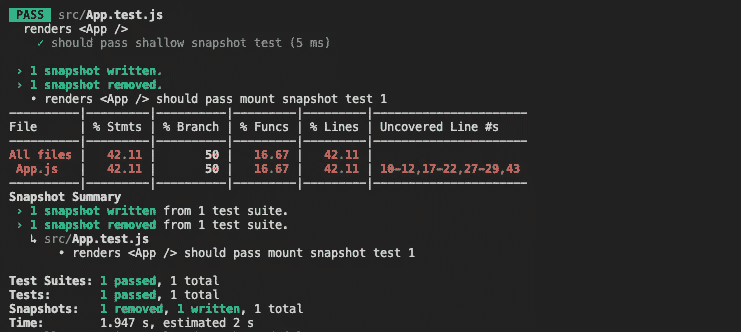 PASS src/App.test.js
renders <App />
✓ should pass shallow snapshot test (5 ms)
› 1 snapshot written.
› 1 snapshot removed.
• renders <App /> should pass mount snapshot test 1
----------|---------|----------|---------|---------|-------------------
File | % Stmts | % Branch | % Funcs | % Lines | Uncovered Line #s
----------|---------|----------|---------|---------|-------------------
All files | 42.11 | 50 | 16.67 | 42.11 |
App.js | 42.11 | 50 | 16.67 | 42.11 | 10-12,17-22,27-29,43
----------|---------|----------|---------|---------|-------------------
Snapshot Summary
› 1 snapshot written from 1 test suite.
› 1 snapshot removed from 1 test suite.
↳ src/App.test.js
• renders <App /> should pass mount snapshot test 1
Test Suites: 1 passed, 1 total
Tests: 1 passed, 1 total
Snapshots: 1 removed, 1 written, 1 total
Time: 1.947 s, estimated 2 s